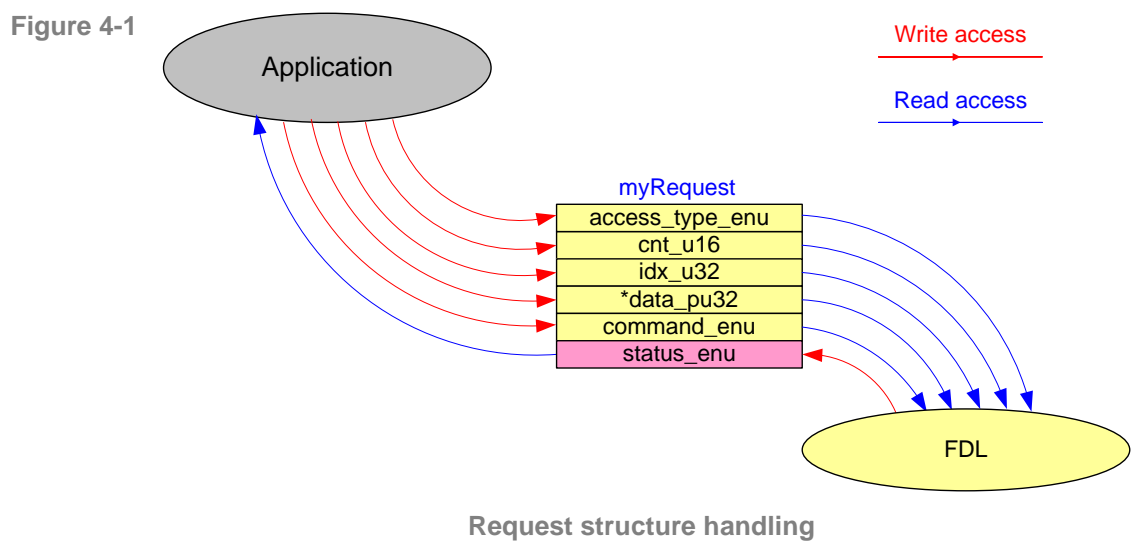 Figure 4-1
Application
Write access
Read access
myRequest
access_type_enu
cnt_u16
idx_u32
*data_pu32
command_enu
status_enu
FDL
Request structure handling